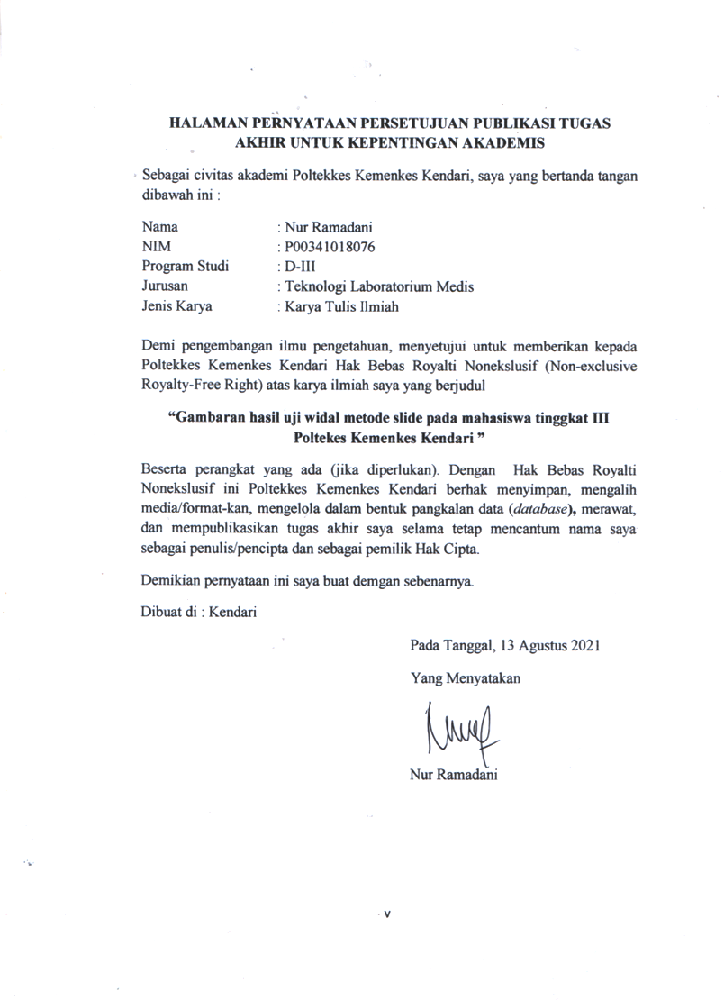 HALAMAN PERNYATAAN PERSETUJUAN PUBLIKASI TUGAS
AKHIR UNTUK KEPENTINGAN AKADEMIS
Sebagai civitas akademi Poltekkes Kemenkes Kendari, saya yang bertanda tangan
dibawah ini :
Nama : Nur Ramadani
NIM : P00341018076
Program Studi : D-III
Jurusan : Teknologi Laboratorium Medis
Jenis Karya : Karya Tulis Ilmiah
Demi pengembangan ilmu pengetahuan, menyetujui untuk memberikan kepada
Poltekkes Kemenkes Kendari Hak Bebas Royalti Nonekslusif (Non-exclusive
Royalty-Free Right) atas karya ilmiah saya yang berjudul
“Gambaran hasil uji widal metode slide pada mahasiswa tinggkat III
Poltekes Kemenkes Kendari ”
Beserta perangkat yang ada (jika diperlukan). Dengan Hak Bebas Royalti
Nonekslusif ini Poltekkes Kemenkes Kendari berhak menyimpan, mengalih
media/format-kan, mengelola dalam bentuk pangkalan data (database), merawat,
dan mempublikasikan tugas akhir saya selama tetap mencantum nama saya
sebagai penulis/pencipta dan sebagai pemilik Hak Cipta.
Demikian pernyataan ini saya buat demgan sebenarnya.
Dibuat di : Kendari
Pada Tanggal, 13 Agustus 2021
Yang Menyatakan
Nur Ramadani
v